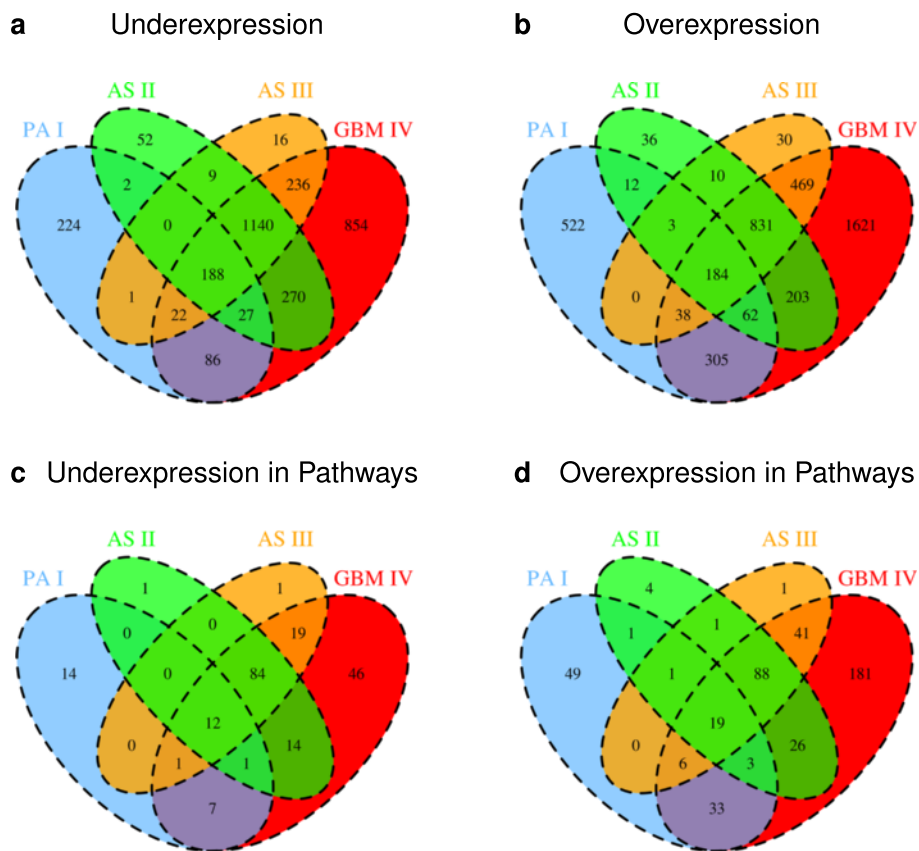 a Underexpression
AS II AS III
PA I GBM IV
52 16
2 9 236
224 0 1140 854
188
1 22 27 270
86
b Overexpression
AS II AS III
PA I GBM IV
36 30
12 10 469
522 3 831 1621
184
0 38 62 203
305
c Underexpression in Pathways
AS II AS III
PA I GBM IV
1 1
0 0 19
14 0 84 46
12
0 1 1 14
7
d Overexpression in Pathways
AS II AS III
PA I GBM IV
4 1
1 1 41
49 1 88 181
19
0 6 3 26
33